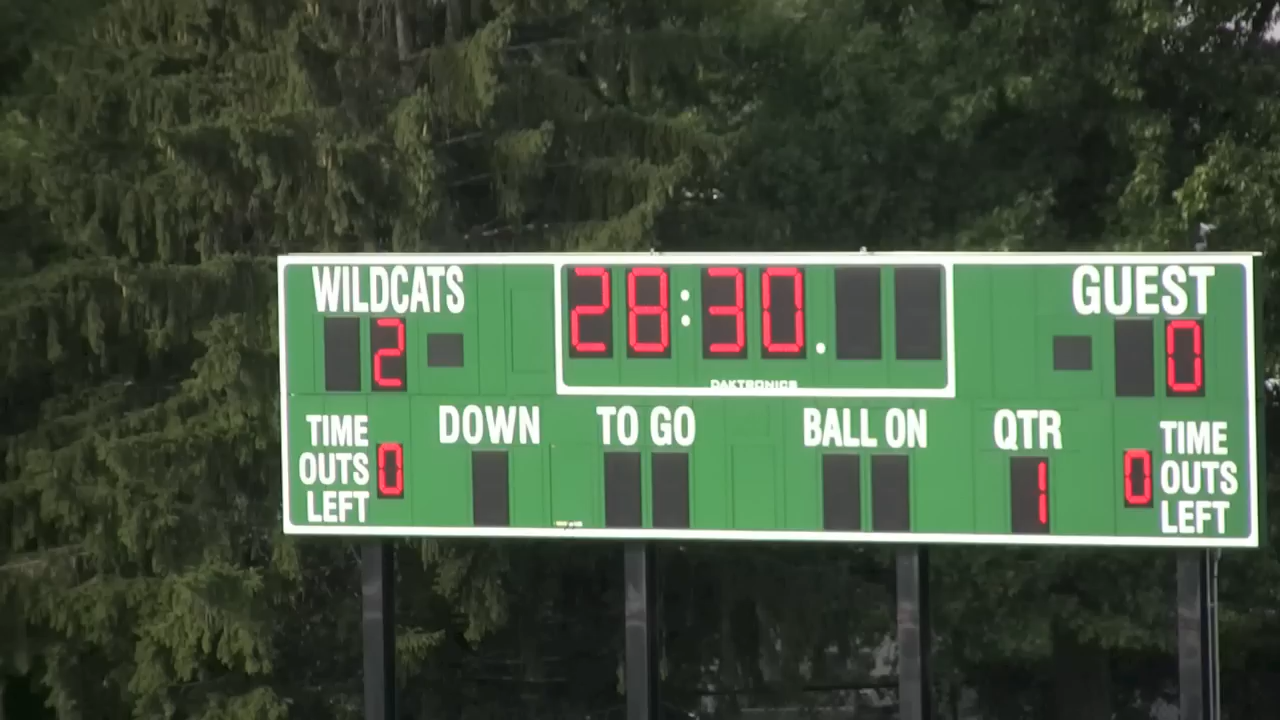 WILDCATS 28:30. GUEST
2 0
DAKTRONICS
DOWN TO GO BALL ON QTR
TIME OUTS LEFT 0 1 0 TIME OUTS LEFT